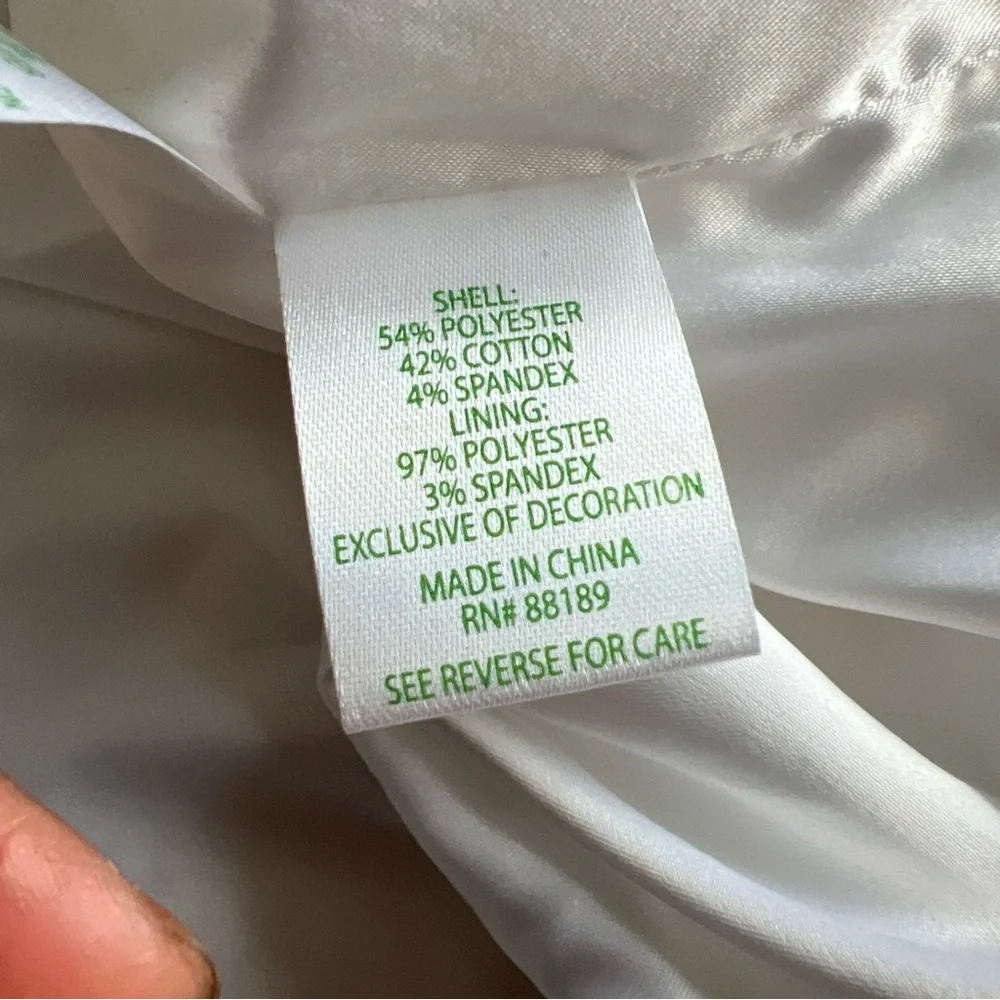 SHELL:
54% POLYESTER
42% COTTON
4% SPANDEX
LINING:
97% POLYESTER
3% SPANDEX
EXCLUSIVE OF DECORATION
MADE IN CHINA
RN# 88189
SEE REVERSE FOR CARE